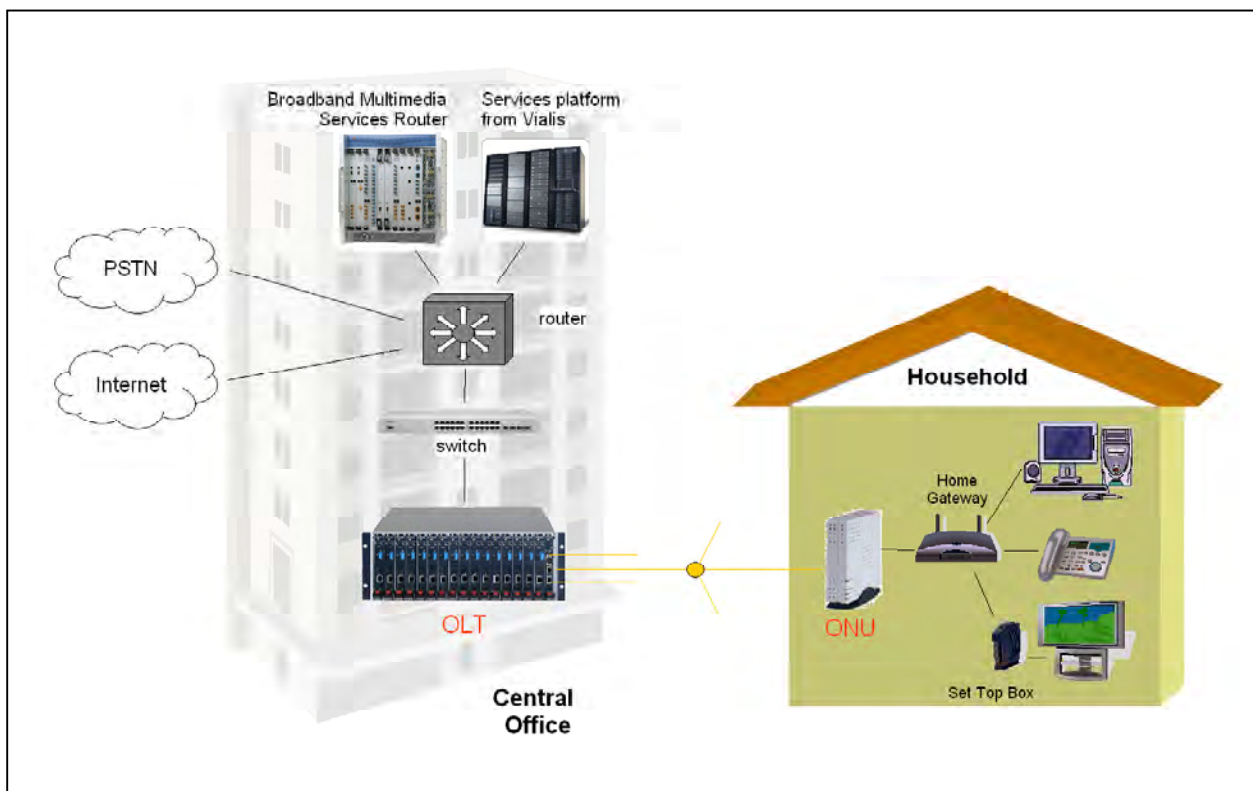 Broadband Multimedia
Services Router
Services platform
from Vialis
PSTN
router
Internet
switch
OLT
Central
Office
Household
Home
Gateway
ONU
Set Top Box